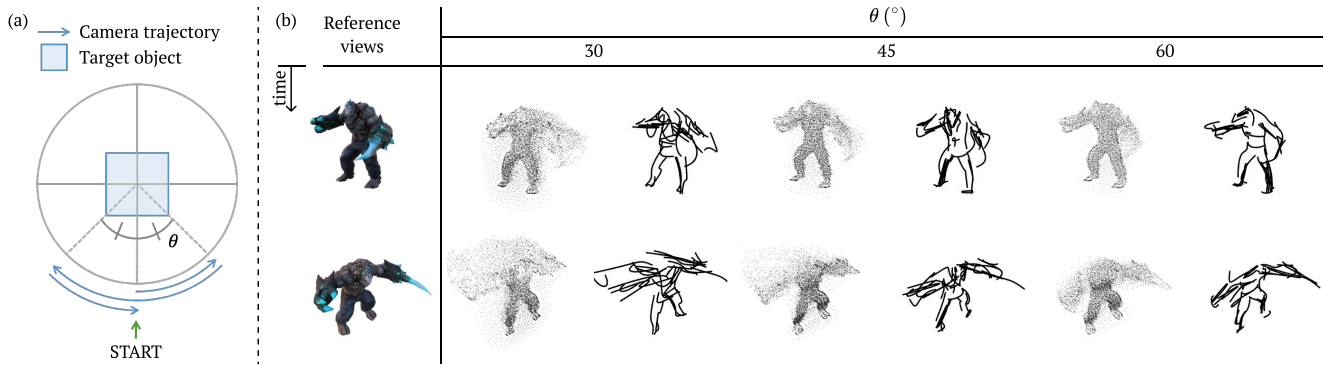 (a)
Camera trajectory
Target object
θ
START
(b)
Reference
views
θ (°)
30 45 60
time